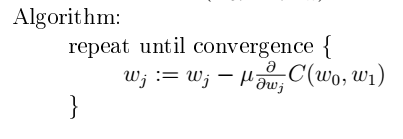 Algorithm:
repeat until convergence {
w_j := w_j − μ ∂/∂w_j C(w_0, w_1)
}